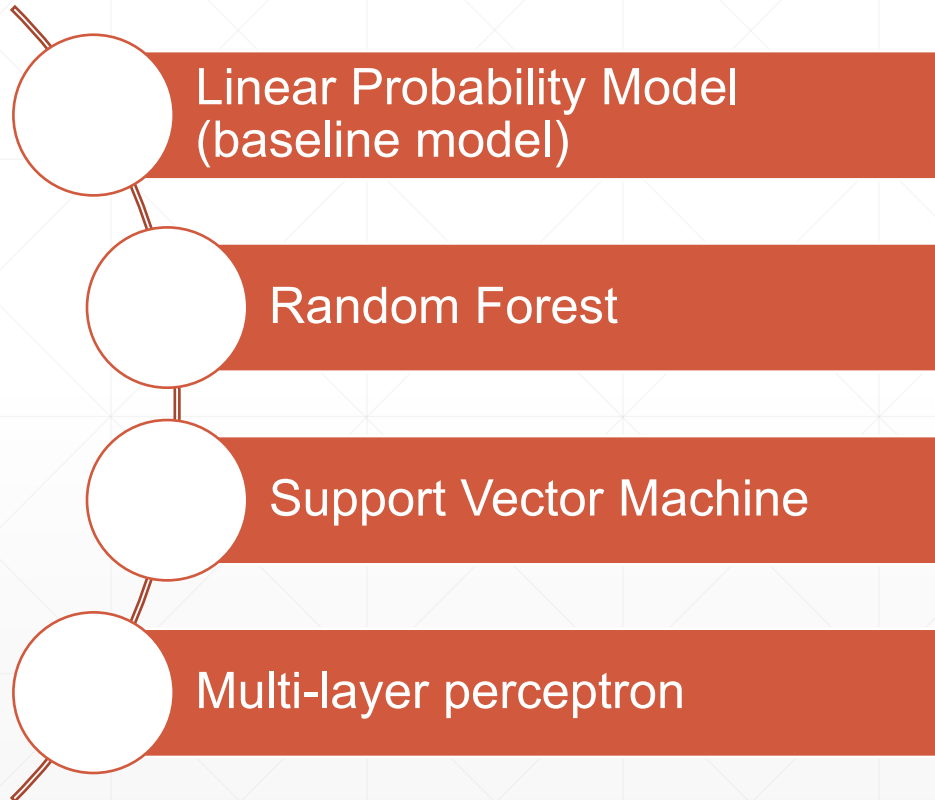 Linear Probability Model
(baseline model)
Random Forest
Support Vector Machine
Multi-layer perceptron